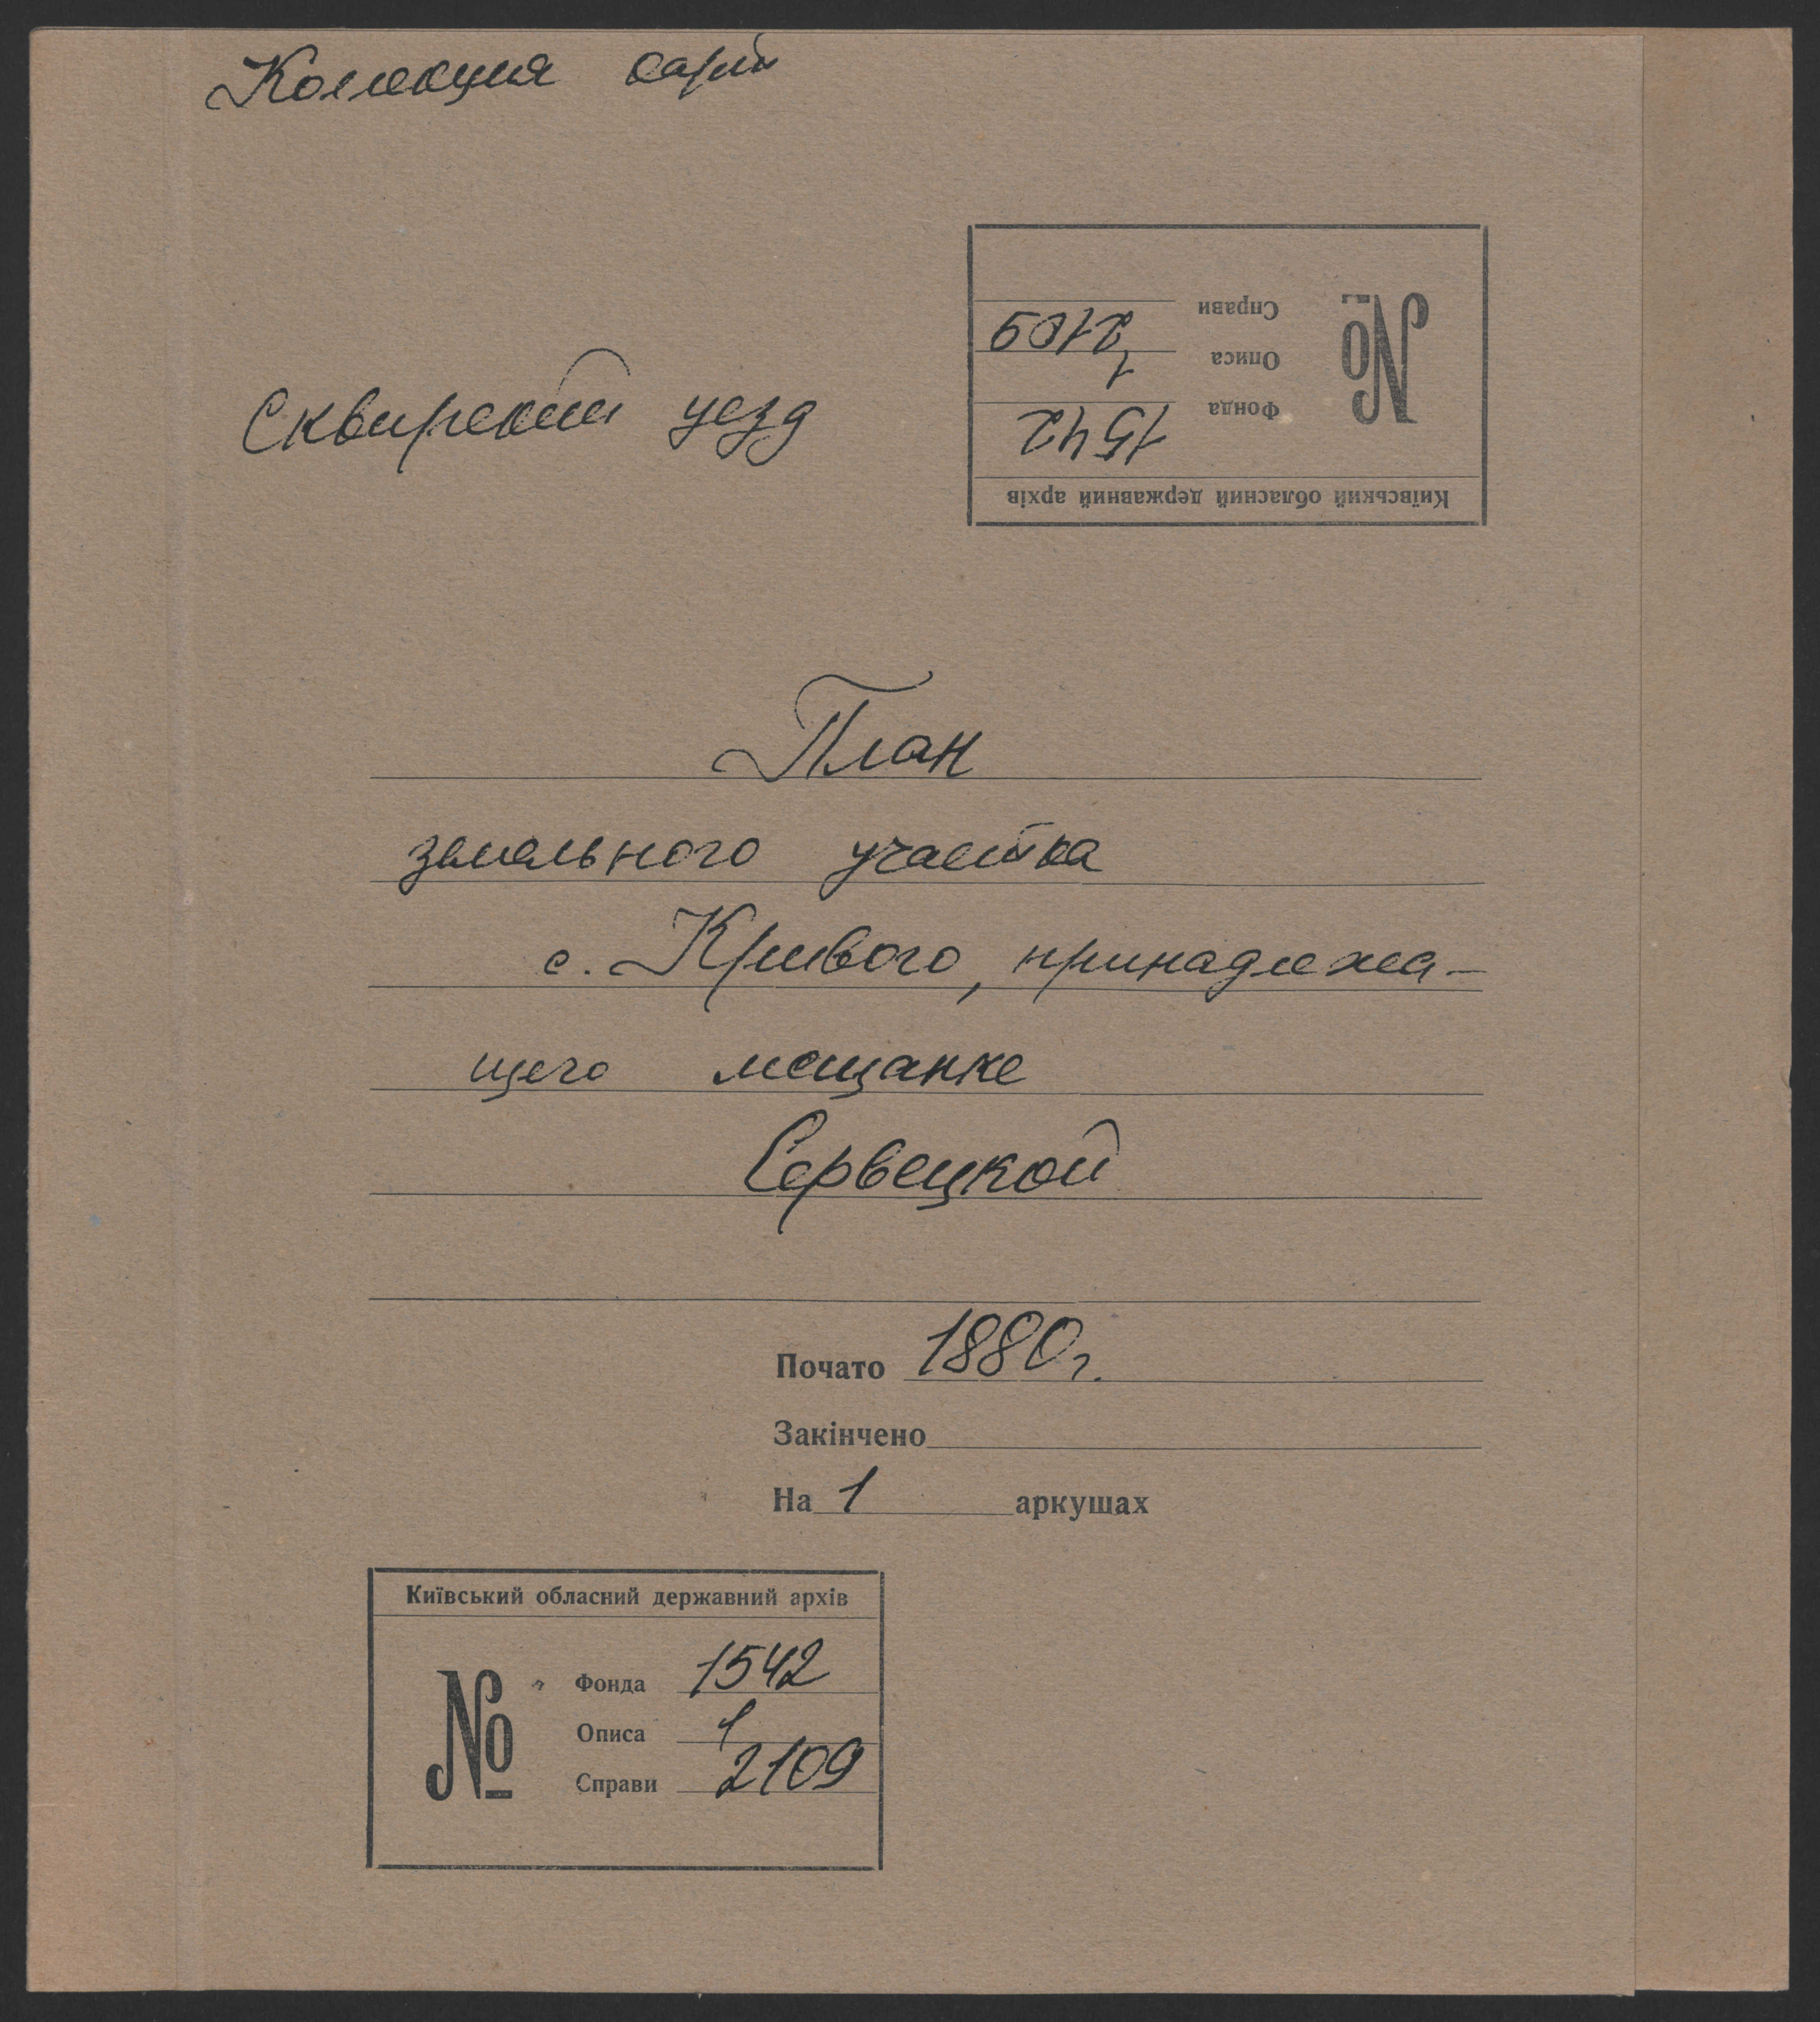 Коллекция карт
Справи 2109
Описа 1
Фонда 1542
№
Київський обласний державний архів
Сквирский уезд
План
земельного участка
с. Кривого, принадлежа-
щего мещанке
Сервецкой
Почато 1880 г.
Закінчено
На 1 аркушах
Київський обласний державний архів
№
Фонда 1542
Описа 1
Справи 2109